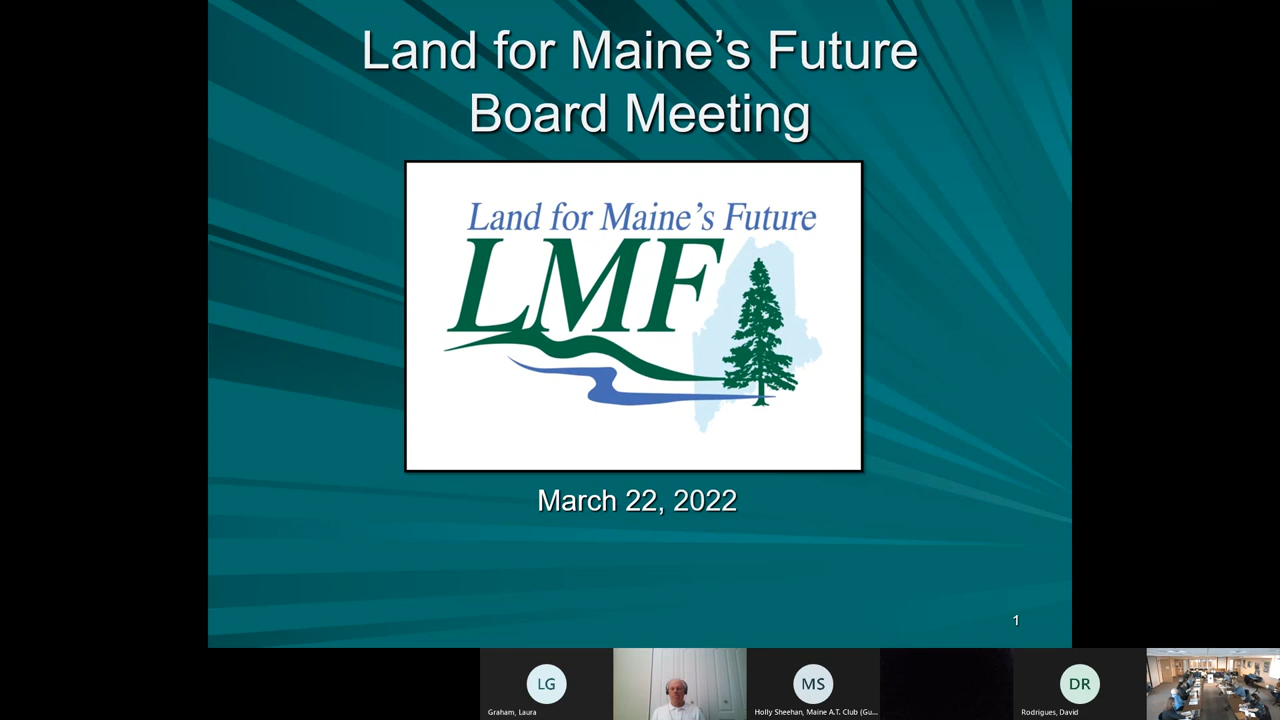 Land for Maine's Future
Board Meeting
Land for Maine's Future
LMF
March 22, 2022
1
LG
MS
DR
Graham, Laura
Holly Sheehan, Maine A.T. Club (Gu...
Rodrigues, David